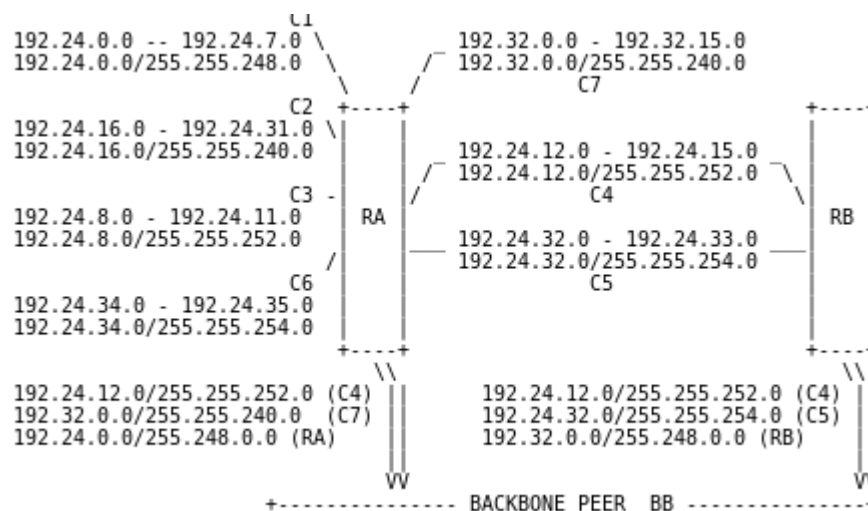 C1
192.24.0.0 -- 192.24.7.0 \ _ 192.32.0.0 - 192.32.15.0
192.24.0.0/255.255.248.0 \ / 192.32.0.0/255.255.240.0
\ / C7
C2 +----+ +----+
192.24.16.0 - 192.24.31.0 \| | |
192.24.16.0/255.255.240.0 | | _ 192.24.12.0 - 192.24.15.0 _ |
| | / 192.24.12.0/255.255.252.0 \ |
C3 -| |/ C4 \|
192.24.8.0 - 192.24.11.0 | RA | | RB
192.24.8.0/255.255.252.0 | |___ 192.24.32.0 - 192.24.33.0 ___|
/| | 192.24.32.0/255.255.254.0 |
C6 | | C5 |
192.24.34.0 - 192.24.35.0 | | |
192.24.34.0/255.255.254.0 | | |
+----+ +----+
\\ \\
192.24.12.0/255.255.252.0 (C4) || 192.24.12.0/255.255.252.0 (C4) |
192.32.0.0/255.255.240.0 (C7) || 192.24.32.0/255.255.254.0 (C5) |
192.24.0.0/255.248.0.0 (RA) || 192.32.0.0/255.248.0.0 (RB) |
VV VV
+--------------- BACKBONE PEER BB ---------------+